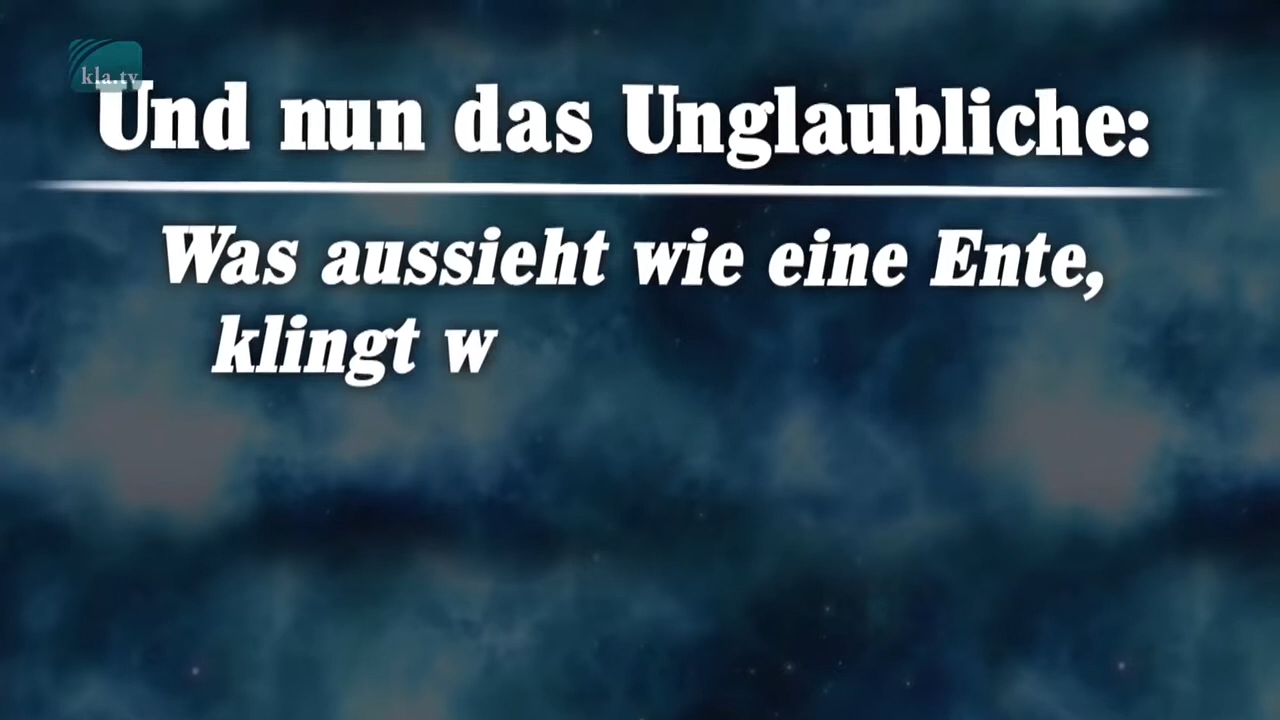 kla.tv
Und nun das Unglaubliche:
Was aussieht wie eine Ente,
klingt w